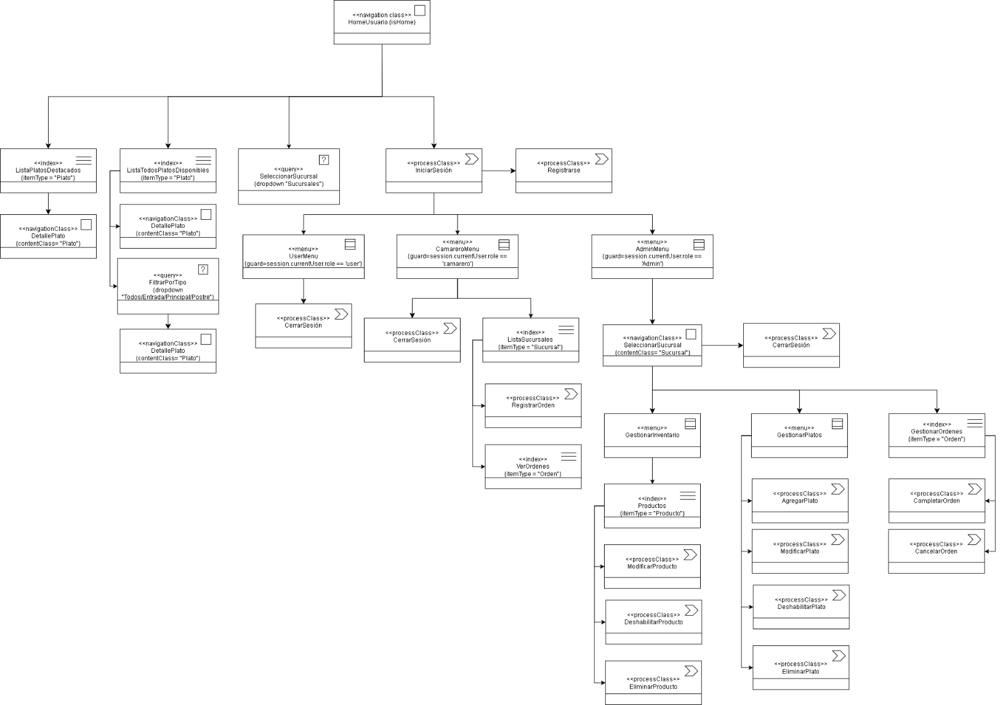 <<navigation class>>
HomeUsuario {isHome}
<<index>>
ListaPlatosDestacados
{itemType = "Plato"}
<<index>>
ListaTodosPlatosDisponibles
{itemType = "Plato"}
?
<<query>>
SeleccionarSucursal
{dropdown "Sucursales"}
<<processClass>>
IniciarSesión
<<processClass>>
Registrarse
<<navigationClass>>
DetallePlato
{contentClass= "Plato"}
<<navigationClass>>
DetallePlato
{contentClass= "Plato"}
?
<<query>>
FiltrarPorTipo
{dropdown
"Todos/Entrada/Principal/Postre"}
<<navigationClass>>
DetallePlato
{contentClass= "Plato"}
<<menu>>
UserMenu
{guard=session.currentUser.role == 'user'}
<<menu>>
CamareroMenu
{guard=session.currentUser.role ==
'camarero'}
<<menu>>
AdminMenu
{guard=session.currentUser.role ==
'Admin'}
<<processClass>>
CerrarSesión
<<processClass>>
CerrarSesión
<<index>>
ListaSucursales
{itemType = "Sucursal"}
<<navigationClass>>
SeleccionarSucursal
{contentClass= "Sucursal"}
<<processClass>>
CerrarSesión
<<processClass>>
RegistrarOrden
<<index>>
VerOrdenes
{itemType = "Orden"}
<<menu>>
GestionarInventario
<<menu>>
GestionarPlatos
<<index>>
GestionarOrdenes
{itemType = "Orden"}
<<index>>
Productos
{itemType = "Producto"}
<<processClass>>
AgregarPlato
<<processClass>>
CompletarOrden
<<processClass>>
ModificarProducto
<<processClass>>
ModificarPlato
<<processClass>>
CancelarOrden
<<processClass>>
DeshabilitarProducto
<<processClass>>
DeshabilitarPlato
<<processClass>>
EliminarProducto
<<processClass>>
EliminarPlato